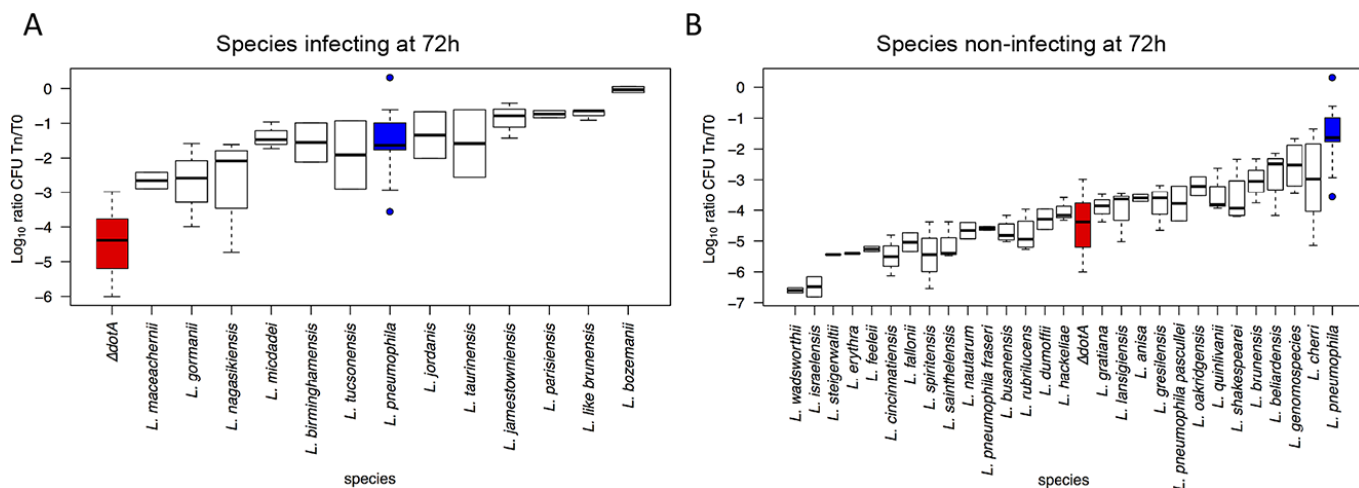 A
Species infecting at 72h
Log10 ratio CFU Tn/T0
0
−1
−2
−3
−4
−5
−6
ΔdotA
L. maceachernii
L. gormanii
L. nagasikiensis
L. micdadei
L. birminghamensis
L. tucsonensis
L. pneumophila
L. jordanis
L. taurinensis
L. jamestowniensis
L. parisiensis
L. like brunensis
L. bozemanii
species
B
Species non-infecting at 72h
Log10 ratio CFU Tn/T0
0
−1
−2
−3
−4
−5
−6
−7
L. wadsworthii
L. israelensis
L. steigerwaltii
L. erythra
L. feeleii
L. cincinnatiensis
L. fallonii
L. spiritensis
L. sainthelensis
L. nautarum
L. pneumophila fraseri
L. busanensis
L. rubrilucens
L. dumoffii
L. hackeliae
ΔdotA
L. gratiana
L. lansigiensis
L. anisa
L. gresilensis
L. pneumophila pascullei
L. oakridgensis
L. quinlivanii
L. shakespearei
L. brunensis
L. beliardensis
L. genomospecies
L. cherri
L. pneumophila
species